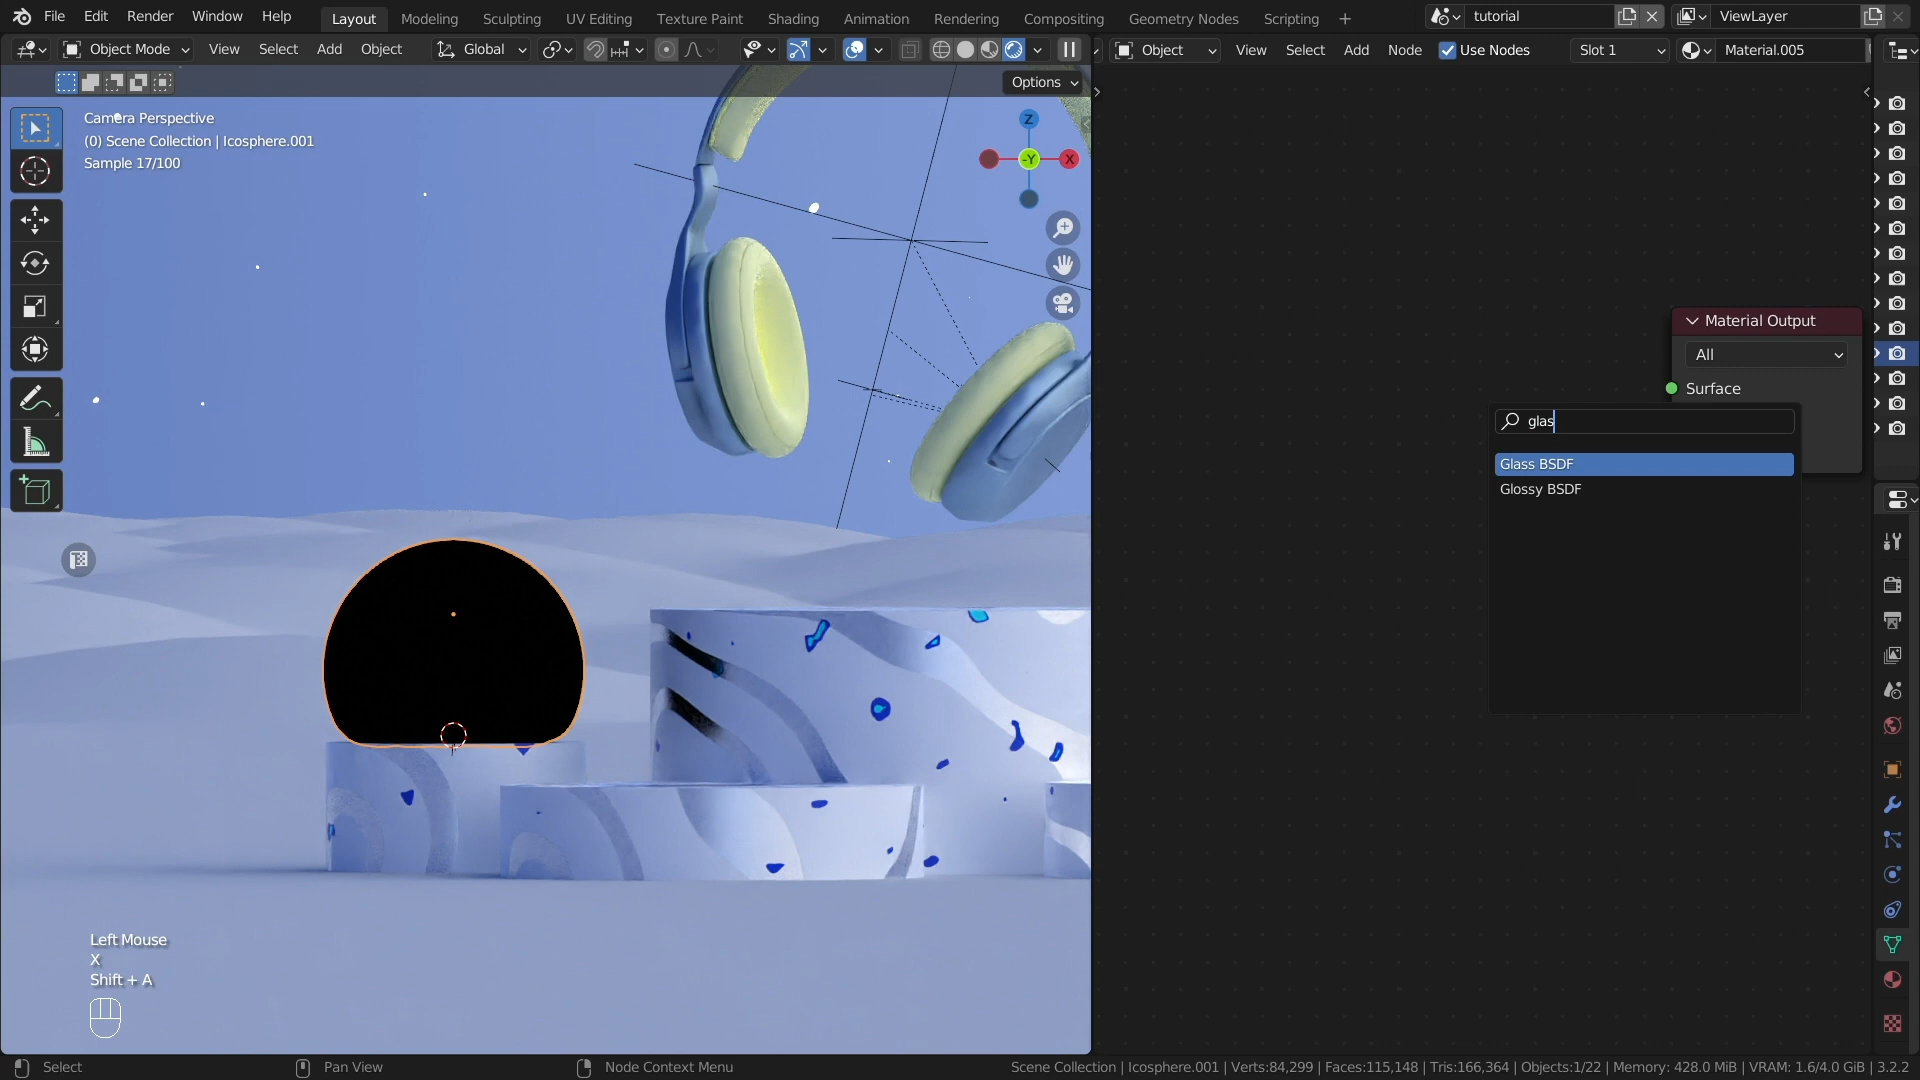 File Edit Render Window Help Layout Modeling Sculpting UV Editing Texture Paint Shading Animation Rendering Compositing Geometry Nodes Scripting + tutorial ViewLayer
Object Mode View Select Add Object Global Object View Select Add Node Use Nodes Slot 1 Material.005
Options
Camera Perspective
(0) Scene Collection | Icosphere.001
Sample 17/100
Z
-Y
X
Material Output
All
Surface
glas
Glass BSDF
Glossy BSDF
Left Mouse
X
Shift + A
Select Pan View Node Context Menu Scene Collection | Icosphere.001 | Verts:84,299 | Faces:115,148 | Tris:166,364 | Objects:1/22 | Memory: 428.0 MiB | VRAM: 1.6/4.0 GiB | 3.2.2